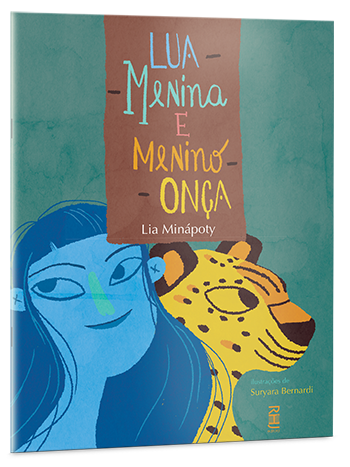 LUA
Menina
E
Menino
ONÇA
Lia Minápoty
Ilustrações de
Suryara Bernardi